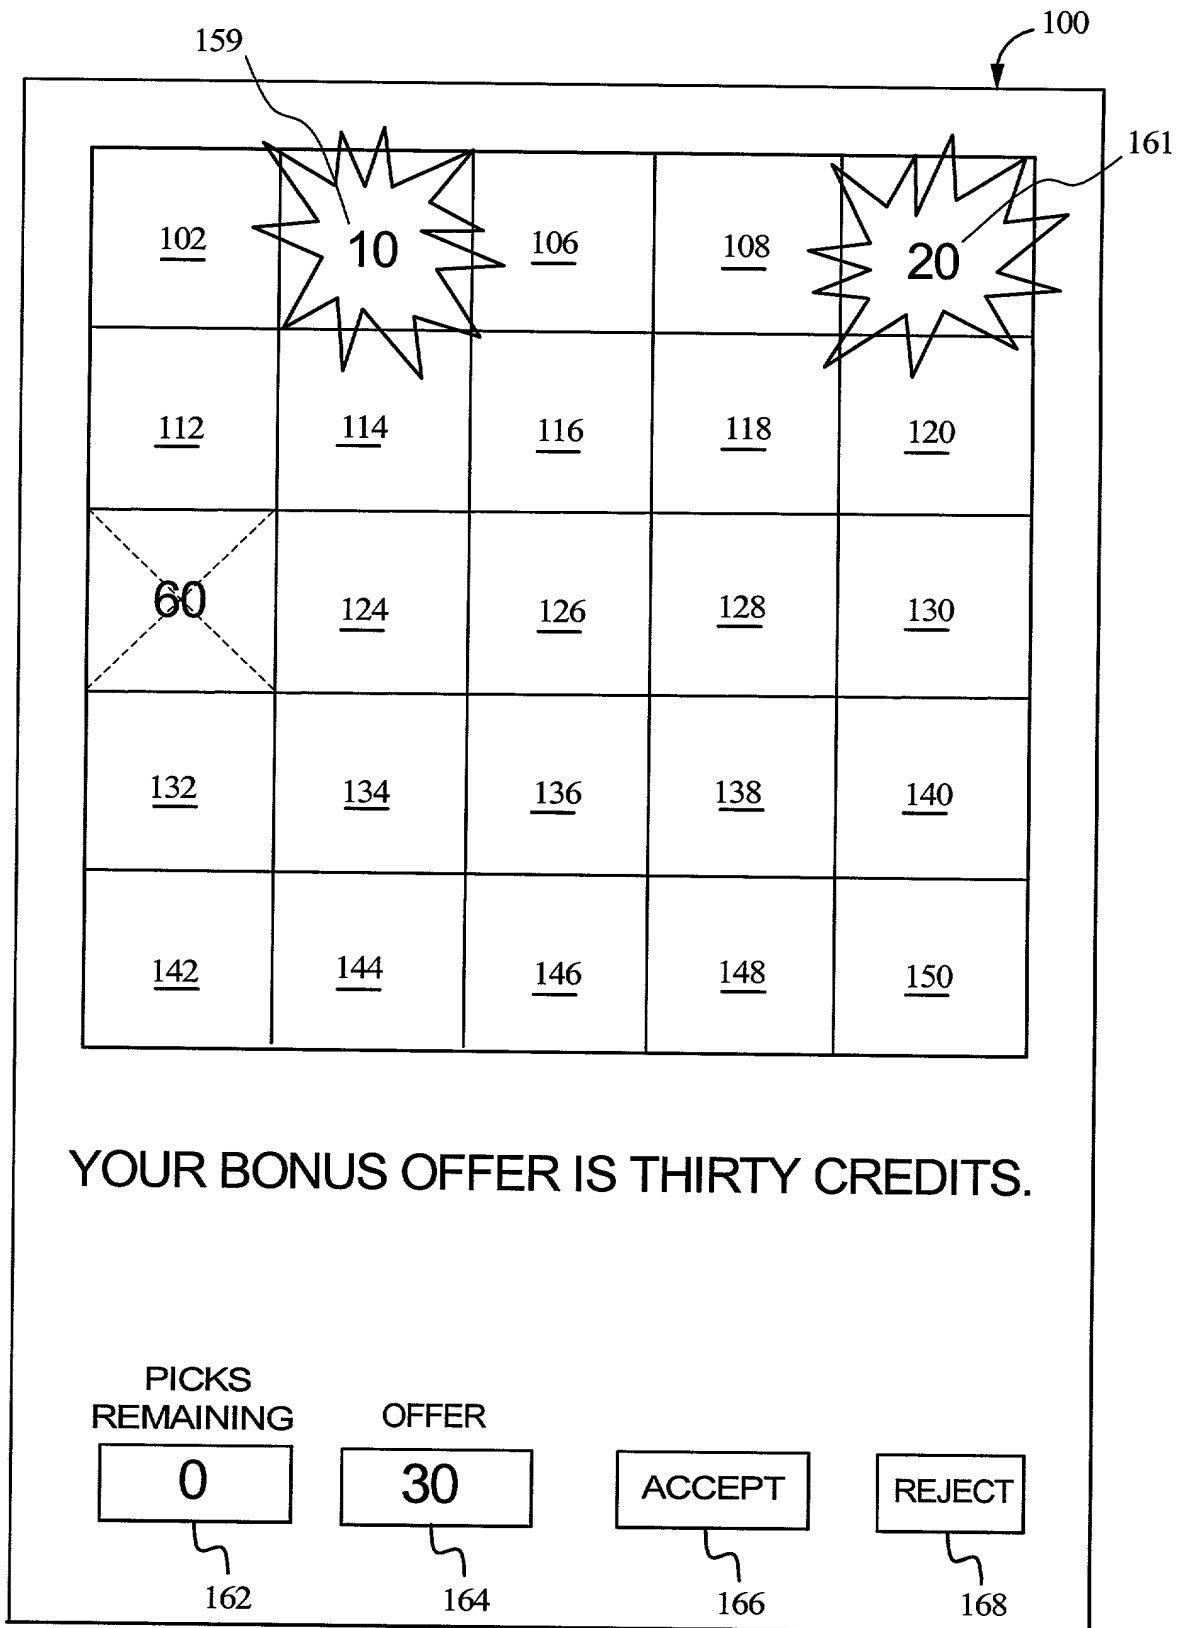 100
159
161
102 10 106 108 20
112 114 116 118 120
60 124 126 128 130
132 134 136 138 140
142 144 146 148 150
YOUR BONUS OFFER IS THIRTY CREDITS.
PICKS
REMAINING OFFER
0 30 ACCEPT REJECT
162 164 166 168